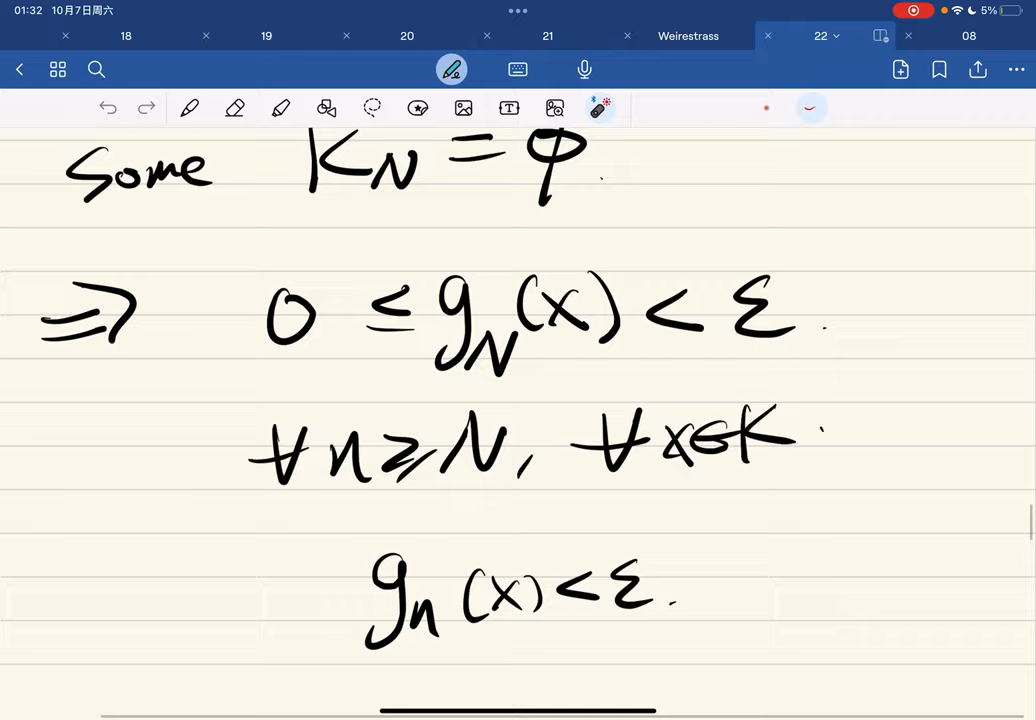 01:32 10月7日周六 5%
18 19 20 21 Weirestrass 22 08
Some K_N = φ.
⇒ 0 ≤ g_N(x) < ε.
∀ n ≥ N, ∀ x ∈ K.
g_n(x) < ε.